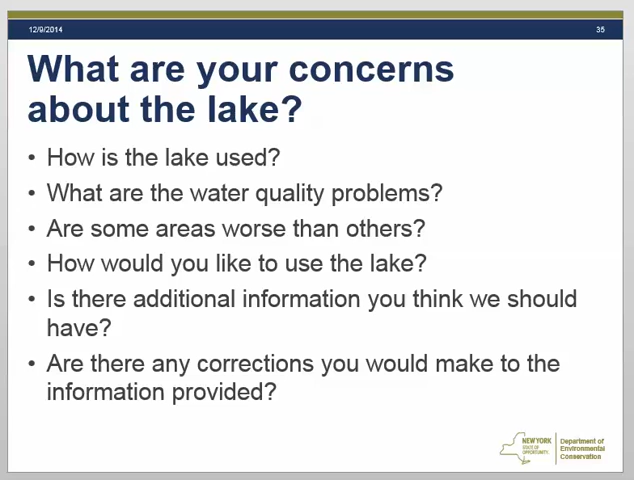 12/9/2014
35
What are your concerns
about the lake?
• How is the lake used?
• What are the water quality problems?
• Are some areas worse than others?
• How would you like to use the lake?
• Is there additional information you think we should
have?
• Are there any corrections you would make to the
information provided?
NEW YORK
STATE OF
OPPORTUNITY.
Department of
Environmental
Conservation